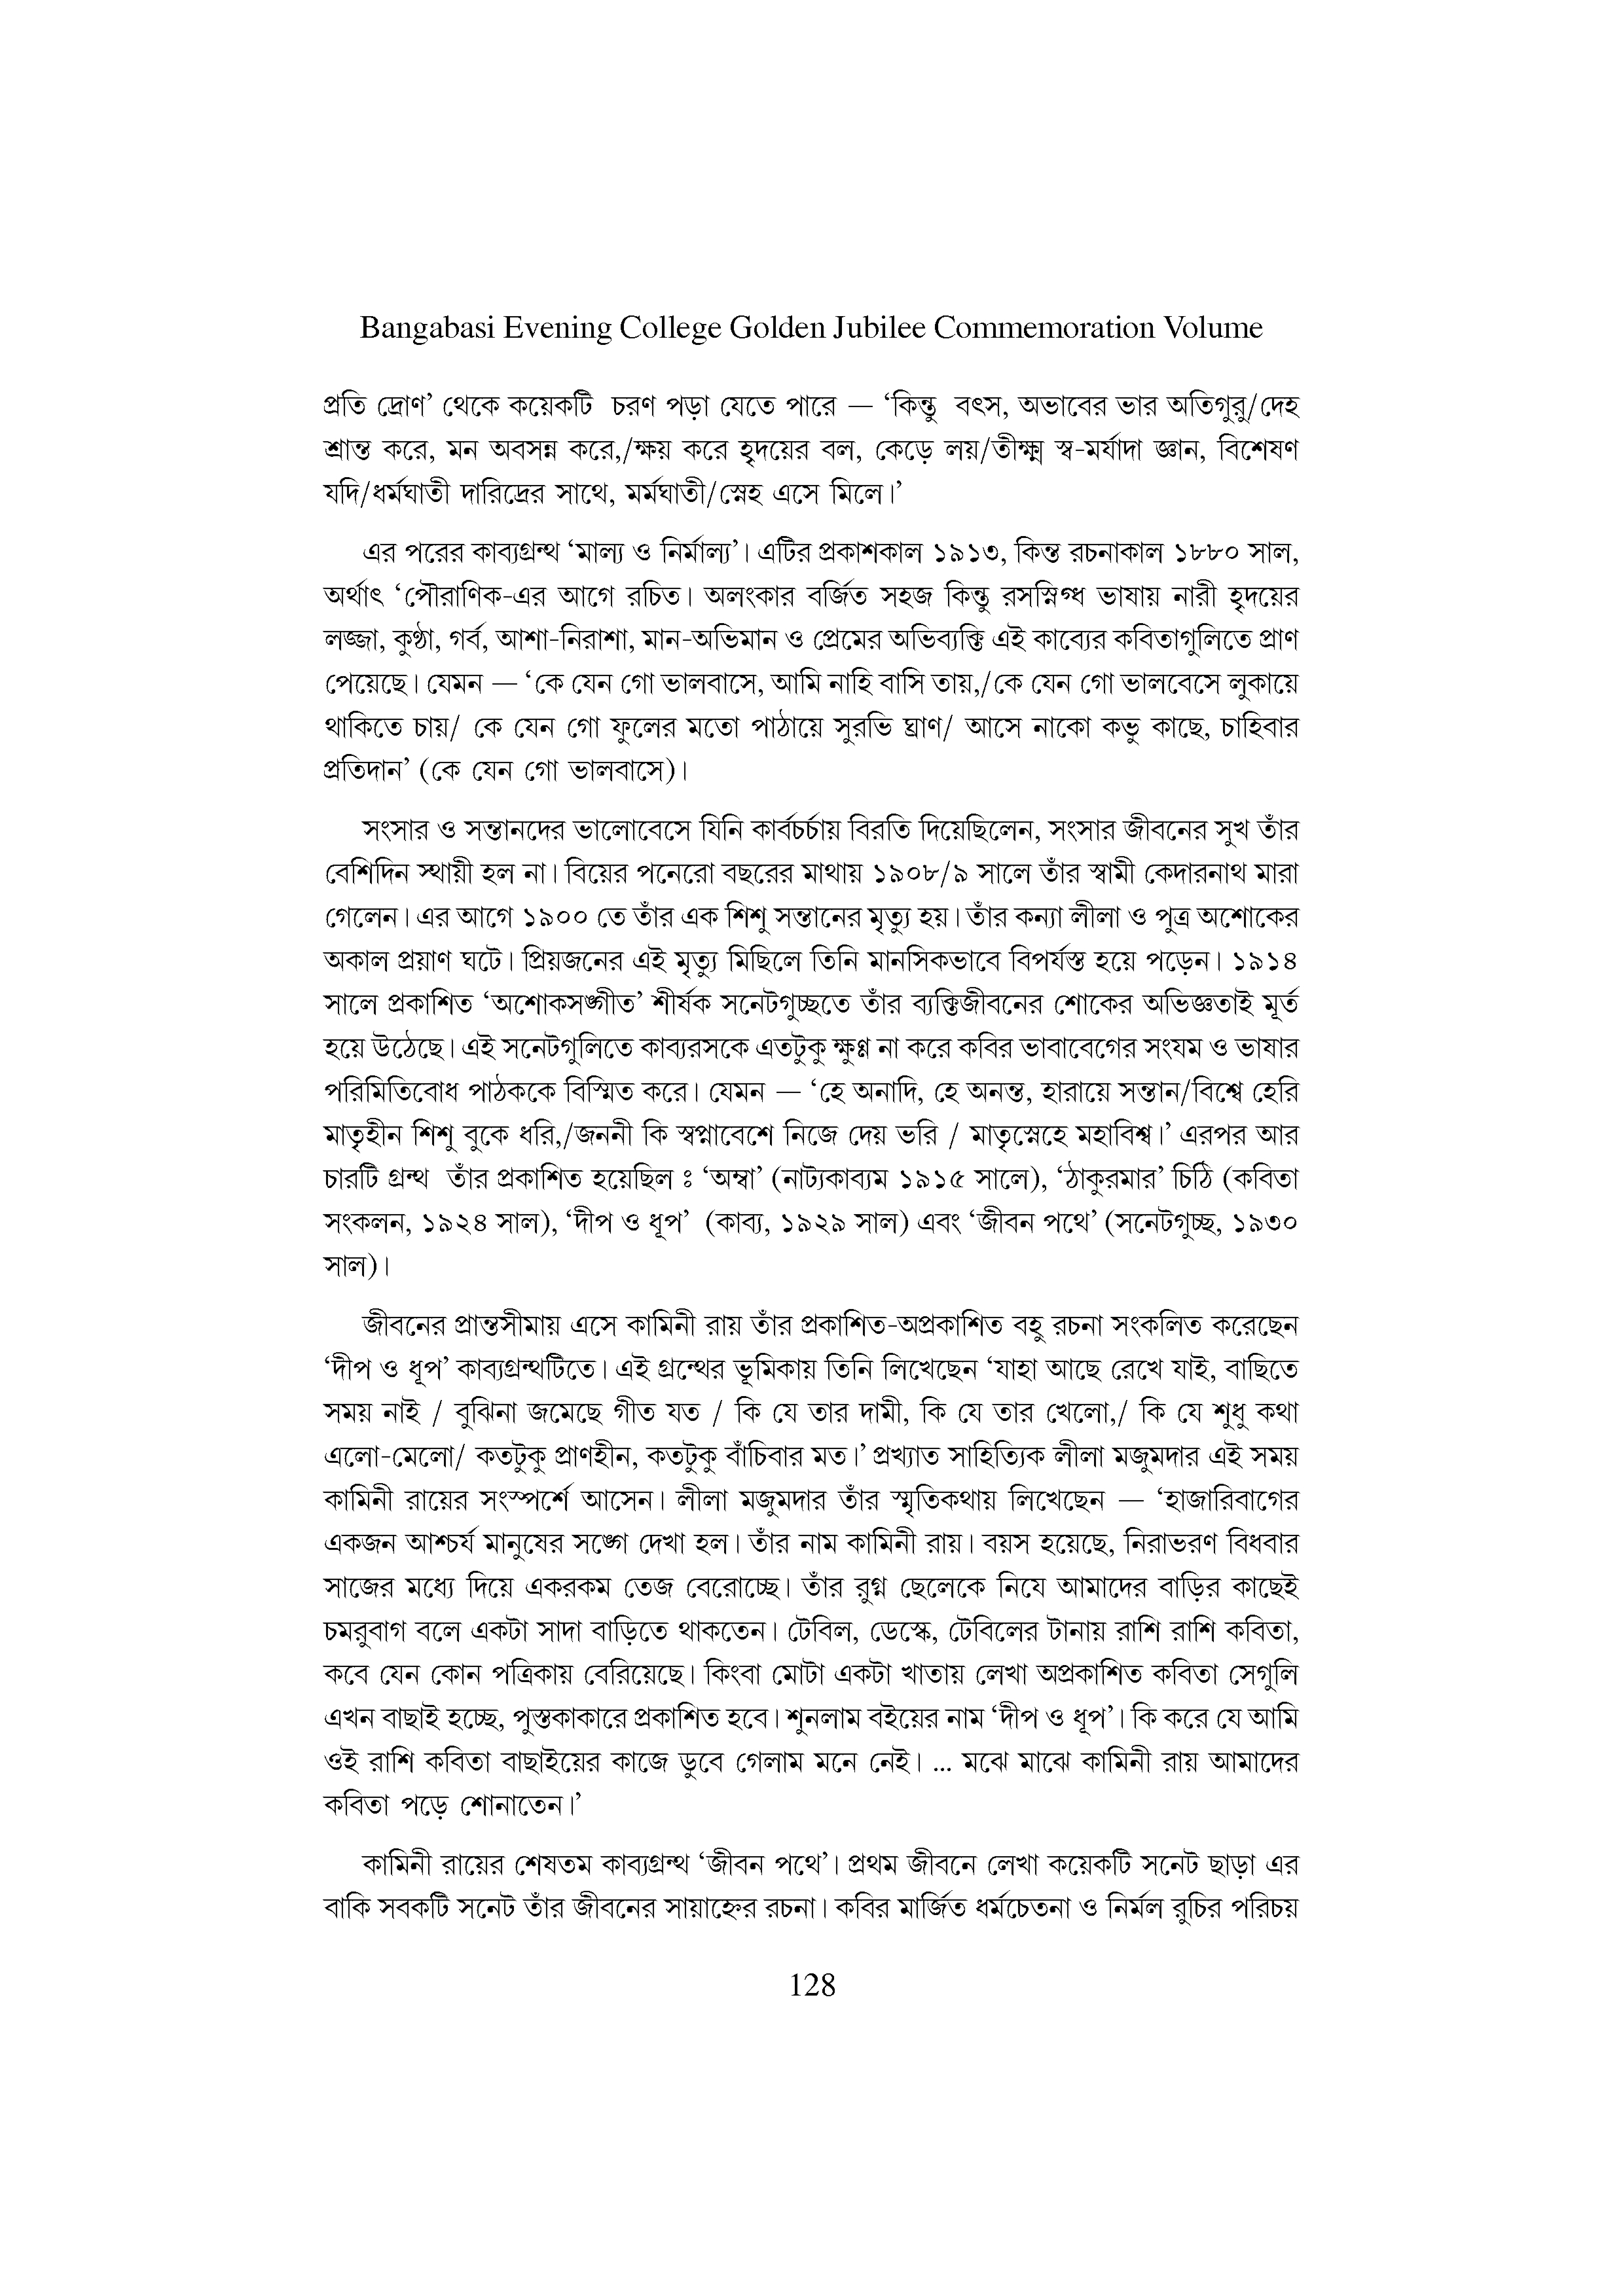 Bangabasi Evening College Golden Jubilee Commemoration Volume
প্রতি দ্রোণ’ থেকে কয়েকটি চরণ পড়া যেতে পারে — ‘কিন্তু বৎস, অভাবের ভার অতিগুরু/দেহ
শ্রান্ত করে, মন অবসন্ন করে,/ক্ষয় করে হৃদয়ের বল, কেড়ে লয়/তীক্ষ্ম স্ব-মর্যাদা জ্ঞান, বিশেষণ
যদি/ধর্মঘাতী দারিদ্রের সাথে, মর্মঘাতী/স্নেহ এসে মিলে।’
এর পরের কাব্যগ্রন্থ ‘মাল্য ও নির্মাল্য’। এটির প্রকাশকাল ১৯১৩, কিন্ত রচনাকাল ১৮৮০ সাল,
অর্থাৎ ‘পৌরাণিক-এর আগে রচিত। অলংকার বর্জিত সহজ কিন্তু রসস্নিগ্ধ ভাষায় নারী হৃদয়ের
লজ্জা, কুণ্ঠা, গর্ব, আশা-নিরাশা, মান-অভিমান ও প্রেমের অভিব্যক্তি এই কাব্যের কবিতাগুলিতে প্রাণ
পেয়েছে। যেমন — ‘কে যেন গো ভালবাসে, আমি নাহি বাসি তায়,/কে যেন গো ভালবেসে লুকায়ে
থাকিতে চায়/ কে যেন গো ফুলের মতো পাঠায়ে সুরভি ঘ্রাণ/ আসে নাকো কভু কাছে, চাহিবার
প্রতিদান’ (কে যেন গো ভালবাসে)।
সংসার ও সন্তানদের ভালোবেসে যিনি কার্বচর্চায় বিরতি দিয়েছিলেন, সংসার জীবনের সুখ তাঁর
বেশিদিন স্থায়ী হল না। বিয়ের পনেরো বছরের মাথায় ১৯০৮/৯ সালে তাঁর স্বামী কেদারনাথ মারা
গেলেন। এর আগে ১৯০০ তে তাঁর এক শিশু সন্তানের মৃত্যু হয়। তাঁর কন্যা লীলা ও পুত্র অশোকের
অকাল প্রয়াণ ঘটে। প্রিয়জনের এই মৃত্যু মিছিলে তিনি মানসিকভাবে বিপর্যস্ত হয়ে পড়েন। ১৯১৪
সালে প্রকাশিত ‘অশোকসঙ্গীত’ শীর্ষক সনেটগুচ্ছতে তাঁর ব্যক্তিজীবনের শোকের অভিজ্ঞতাই মূর্ত
হয়ে উঠেছে। এই সনেটগুলিতে কাব্যরসকে এতটুকু ক্ষুণ্ণ না করে কবির ভাবাবেগের সংযম ও ভাষার
পরিমিতিবোধ পাঠককে বিস্মিত করে। যেমন — ‘হে অনাদি, হে অনন্ত, হারায়ে সন্তান/বিশ্বে হেরি
মাতৃহীন শিশু বুকে ধরি,/জননী কি স্বপ্নাবেশে নিজে দেয় ভরি / মাতৃস্নেহে মহাবিশ্ব।’ এরপর আর
চারটি গ্রন্থ তাঁর প্রকাশিত হয়েছিল ঃ ‘অম্বা’ (নাট্যকাব্যম ১৯১৫ সালে), ‘ঠাকুরমার’ চিঠি (কবিতা
সংকলন, ১৯২৪ সাল), ‘দীপ ও ধূপ’ (কাব্য, ১৯২৯ সাল) এবং ‘জীবন পথে’ (সনেটগুচ্ছ, ১৯৩০
সাল)।
জীবনের প্রান্তসীমায় এসে কামিনী রায় তাঁর প্রকাশিত-অপ্রকাশিত বহু রচনা সংকলিত করেছেন
‘দীপ ও ধূপ’ কাব্যগ্রন্থটিতে। এই গ্রন্থের ভূমিকায় তিনি লিখেছেন ‘যাহা আছে রেখে যাই, বাছিতে
সময় নাই / বুঝিনা জমেছে গীত যত / কি যে তার দামী, কি যে তার খেলো,/ কি যে শুধু কথা
এলো-মেলো/ কতটুকু প্রাণহীন, কতটুকু বাঁচিবার মত।’ প্রখ্যাত সাহিত্যিক লীলা মজুমদার এই সময়
কামিনী রায়ের সংস্পর্শে আসেন। লীলা মজুমদার তাঁর স্মৃতিকথায় লিখেছেন — ‘হাজারিবাগের
একজন আশ্চর্য মানুষের সঙ্গে দেখা হল। তাঁর নাম কামিনী রায়। বয়স হয়েছে, নিরাভরণ বিধবার
সাজের মধ্যে দিয়ে একরকম তেজ বেরোচ্ছে। তাঁর রুগ্ন ছেলেকে নিযে আমাদের বাড়ির কাছেই
চমরুবাগ বলে একটা সাদা বাড়িতে থাকতেন। টেবিল, ডেস্কে, টেবিলের টানায় রাশি রাশি কবিতা,
কবে যেন কোন পত্রিকায় বেরিয়েছে। কিংবা মোটা একটা খাতায় লেখা অপ্রকাশিত কবিতা সেগুলি
এখন বাছাই হচ্ছে, পুস্তকাকারে প্রকাশিত হবে। শুনলাম বইয়ের নাম ‘দীপ ও ধূপ’। কি করে যে আমি
ওই রাশি কবিতা বাছাইয়ের কাজে ডুবে গেলাম মনে নেই। ... মঝে মাঝে কামিনী রায় আমাদের
কবিতা পড়ে শোনাতেন।’
কামিনী রায়ের শেষতম কাব্যগ্রন্থ ‘জীবন পথে’। প্রথম জীবনে লেখা কয়েকটি সনেট ছাড়া এর
বাকি সবকটি সনেট তাঁর জীবনের সায়াহ্নের রচনা। কবির মার্জিত ধর্মচেতনা ও নির্মল রুচির পরিচয়
128